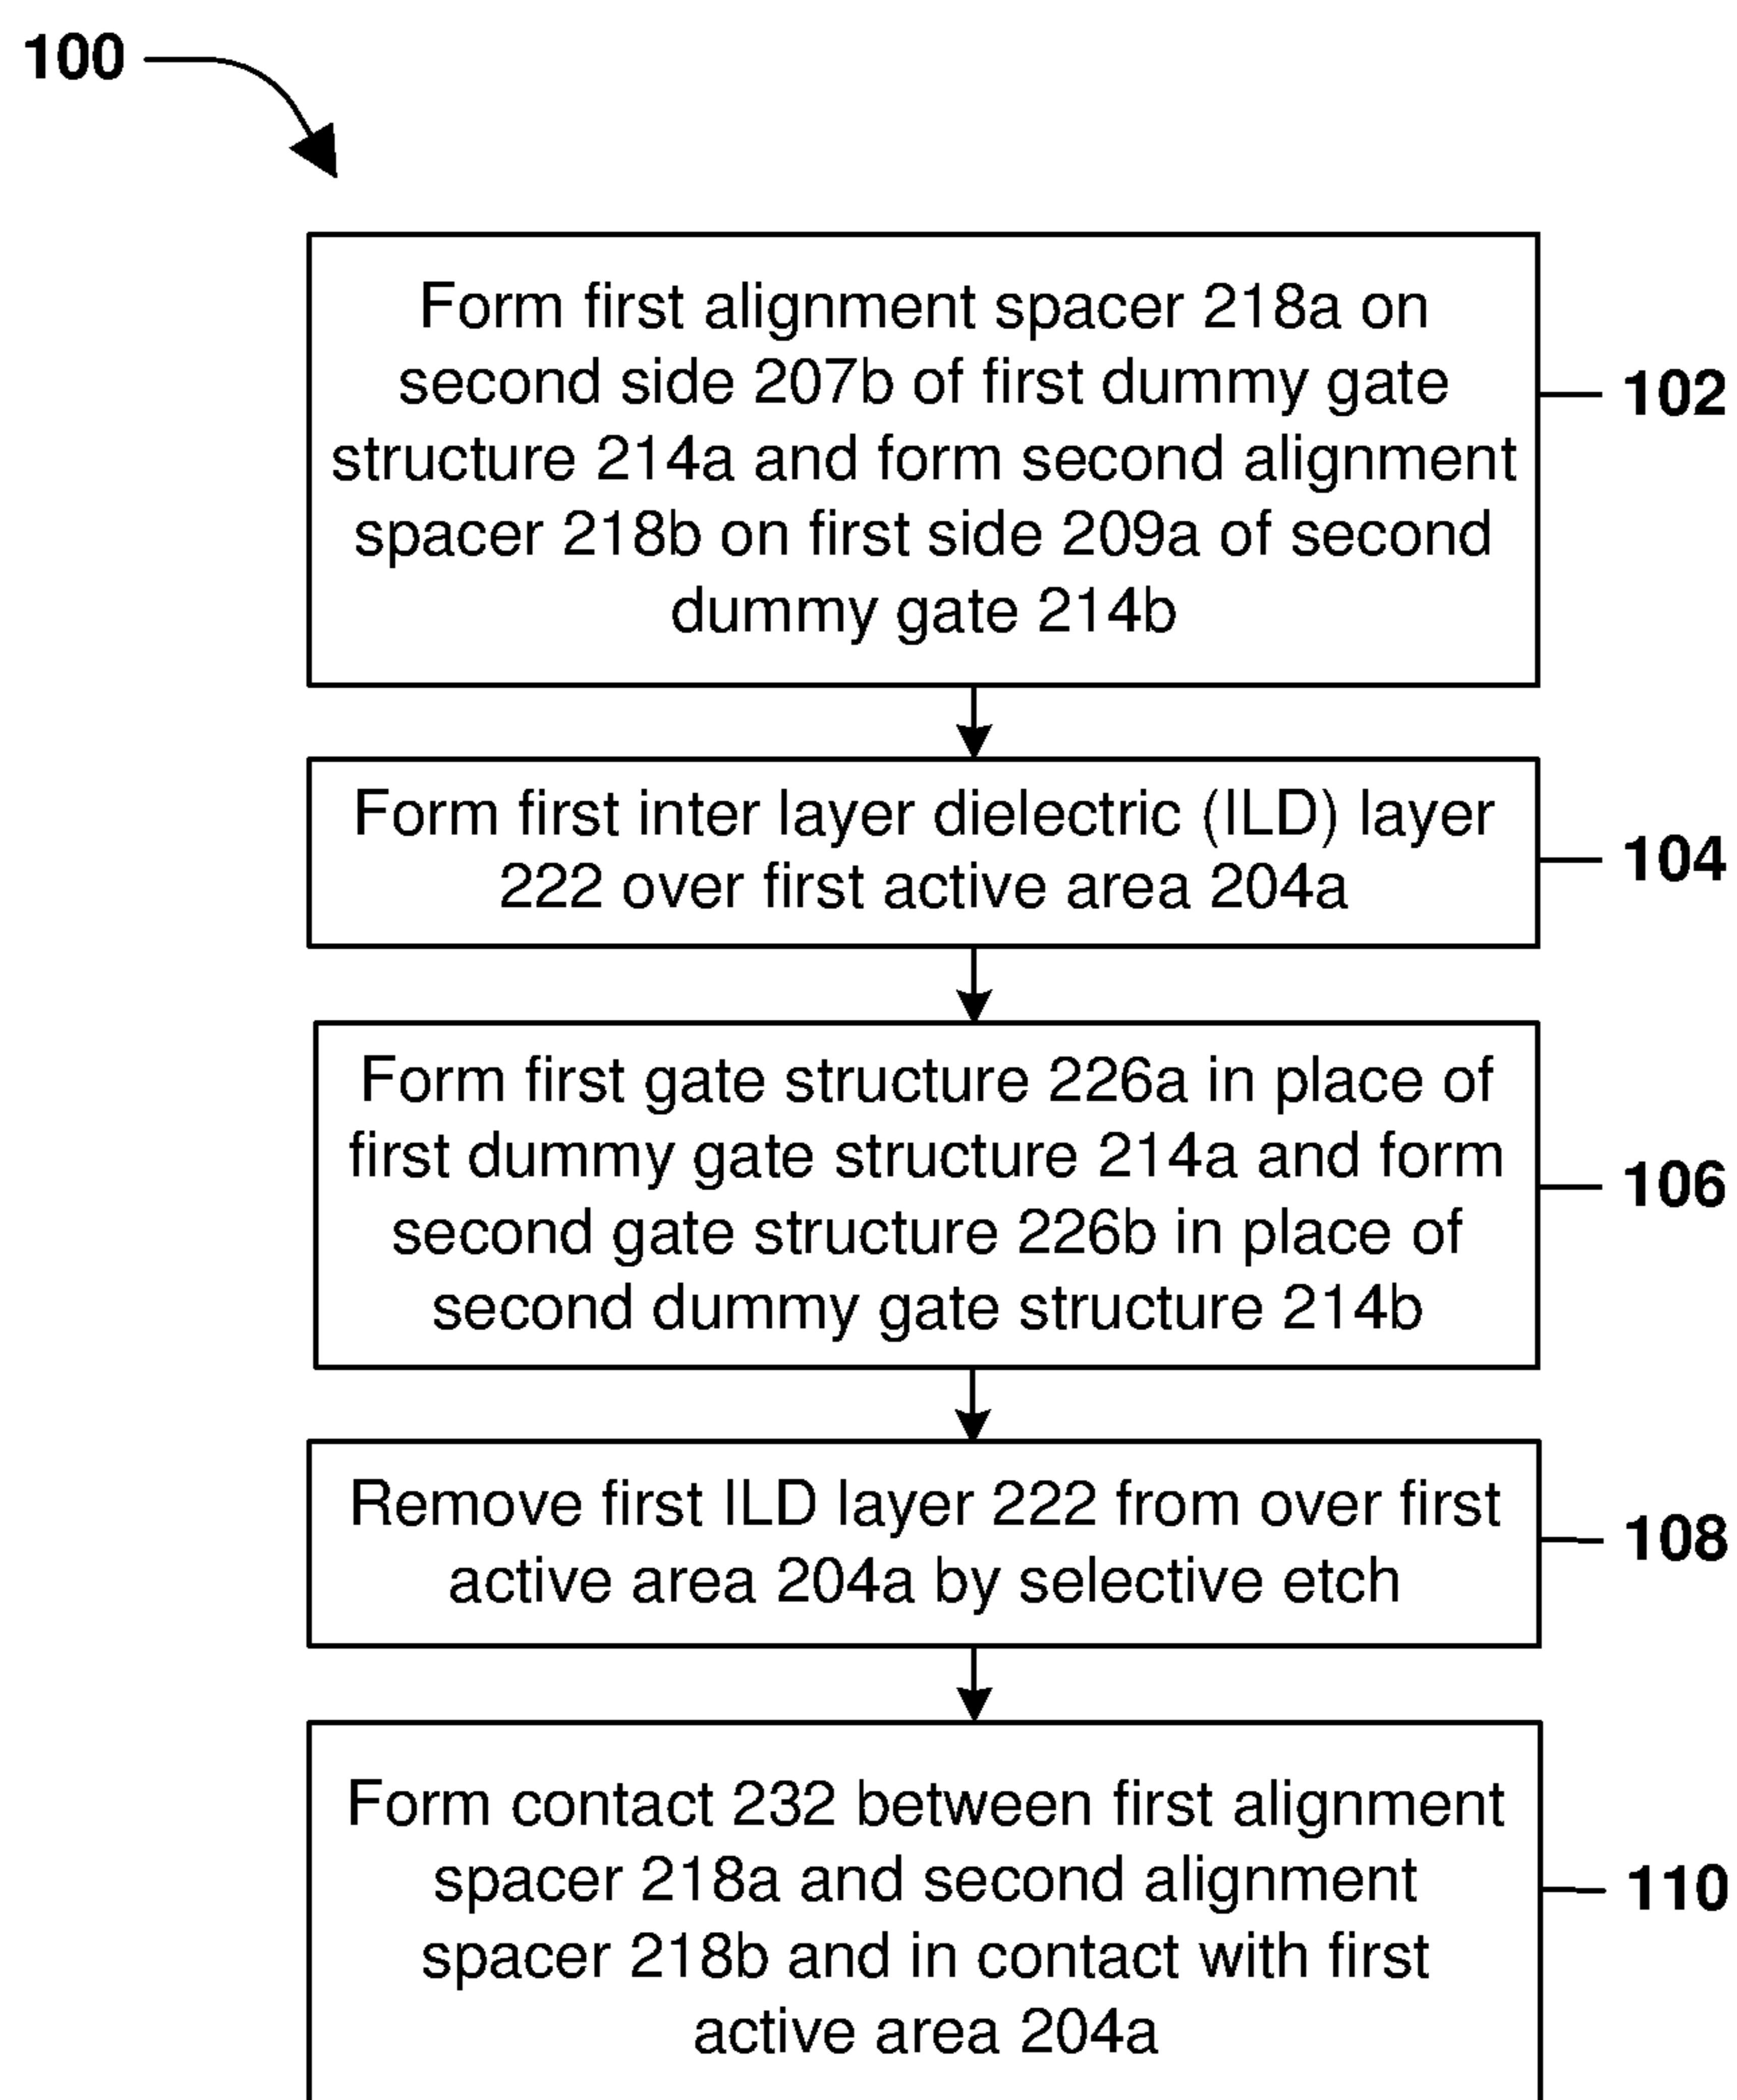 100
Form first alignment spacer 218a on
second side 207b of first dummy gate
structure 214a and form second alignment
spacer 218b on first side 209a of second
dummy gate 214b
102
Form first inter layer dielectric (ILD) layer
222 over first active area 204a
104
Form first gate structure 226a in place of
first dummy gate structure 214a and form
second gate structure 226b in place of
second dummy gate structure 214b
106
Remove first ILD layer 222 from over first
active area 204a by selective etch
108
Form contact 232 between first alignment
spacer 218a and second alignment
spacer 218b and in contact with first
active area 204a
110